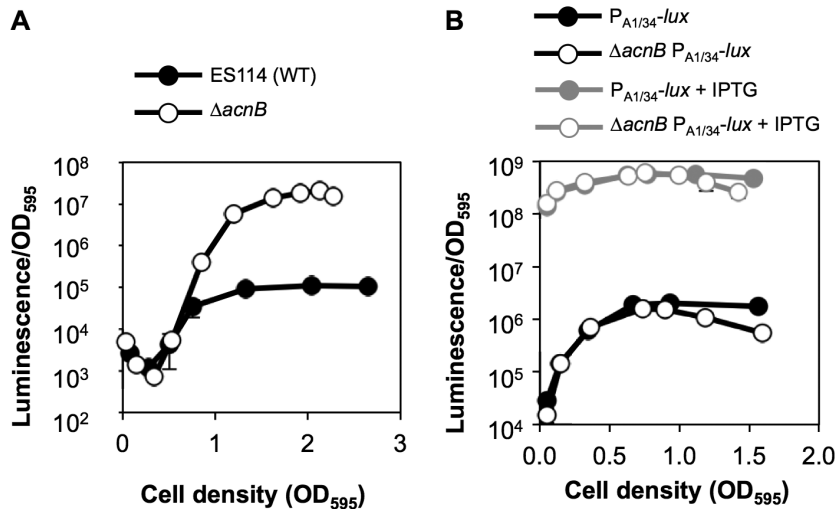 A
ES114 (WT)
ΔacnB
Luminescence/OD595
10^8
10^7
10^6
10^5
10^4
10^3
10^2
0
1
2
3
Cell density (OD595)
B
PA1/34-lux
ΔacnB PA1/34-lux
PA1/34-lux + IPTG
ΔacnB PA1/34-lux + IPTG
Luminescence/OD595
10^9
10^8
10^7
10^6
10^5
10^4
0.0
0.5
1.0
1.5
2.0
Cell density (OD595)